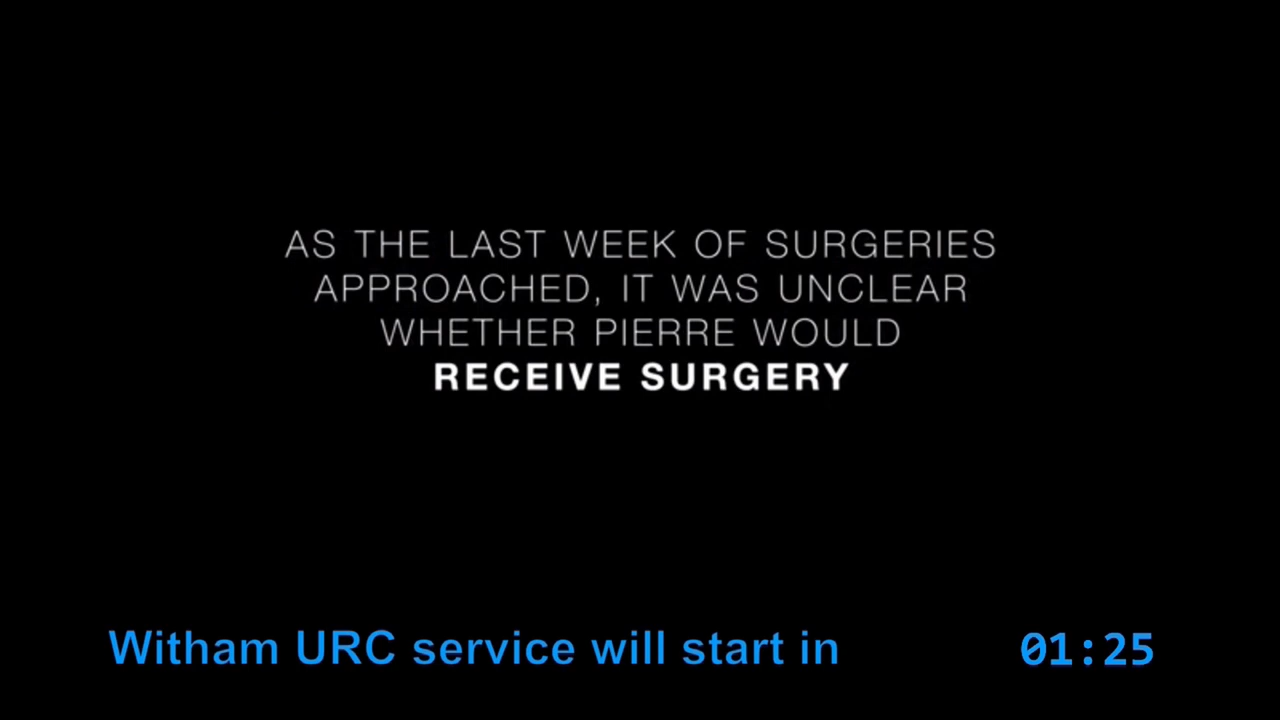 AS THE LAST WEEK OF SURGERIES
APPROACHED, IT WAS UNCLEAR
WHETHER PIERRE WOULD
RECEIVE SURGERY
Witham URC service will start in 01:25